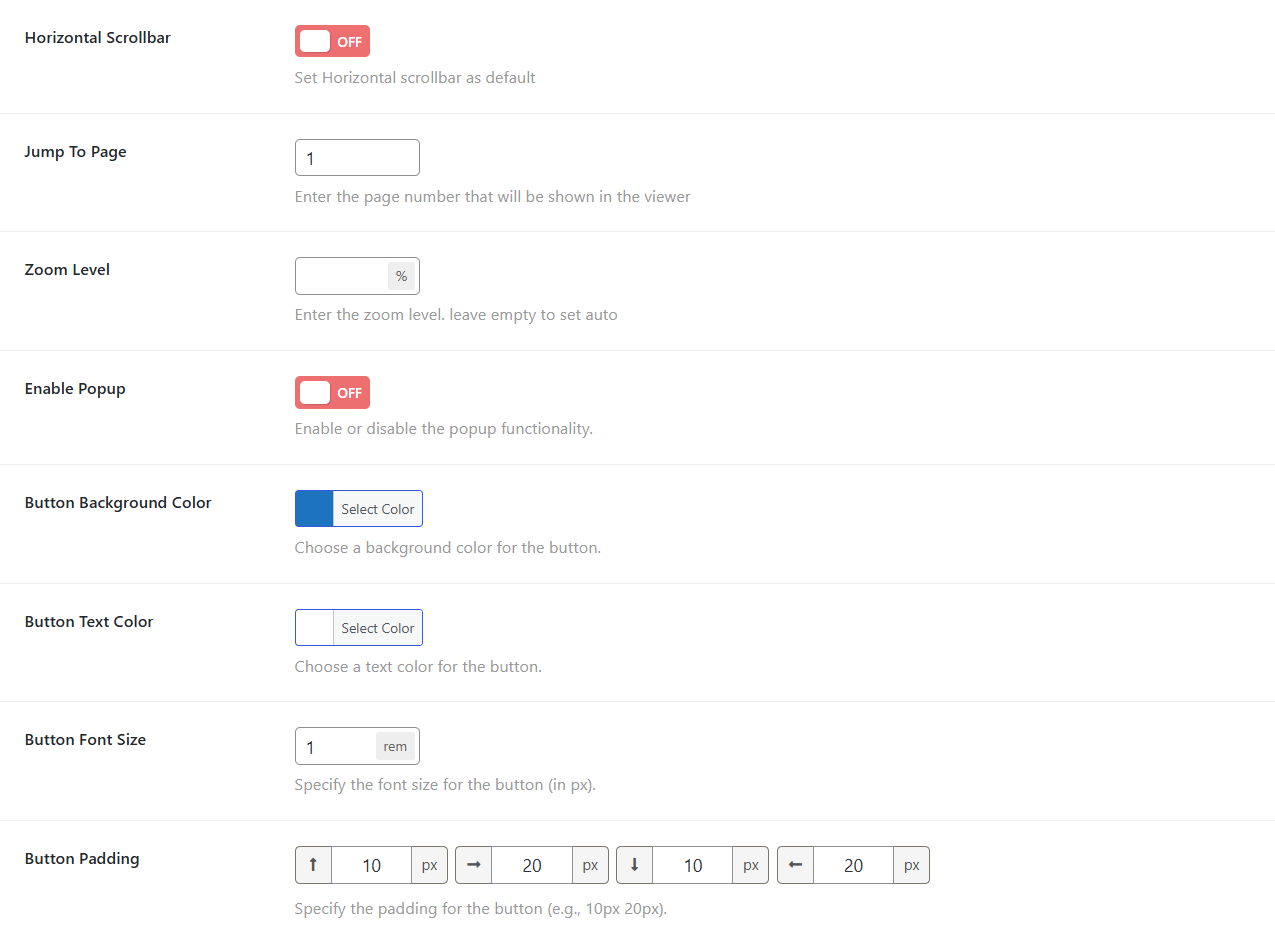 Horizontal Scrollbar
OFF
Set Horizontal scrollbar as default
Jump To Page
1
Enter the page number that will be shown in the viewer
Zoom Level
%
Enter the zoom level. leave empty to set auto
Enable Popup
OFF
Enable or disable the popup functionality.
Button Background Color
Select Color
Choose a background color for the button.
Button Text Color
Select Color
Choose a text color for the button.
Button Font Size
1 rem
Specify the font size for the button (in px).
Button Padding
↑ 10 px → 20 px ↓ 10 px ← 20 px
Specify the padding for the button (e.g., 10px 20px).